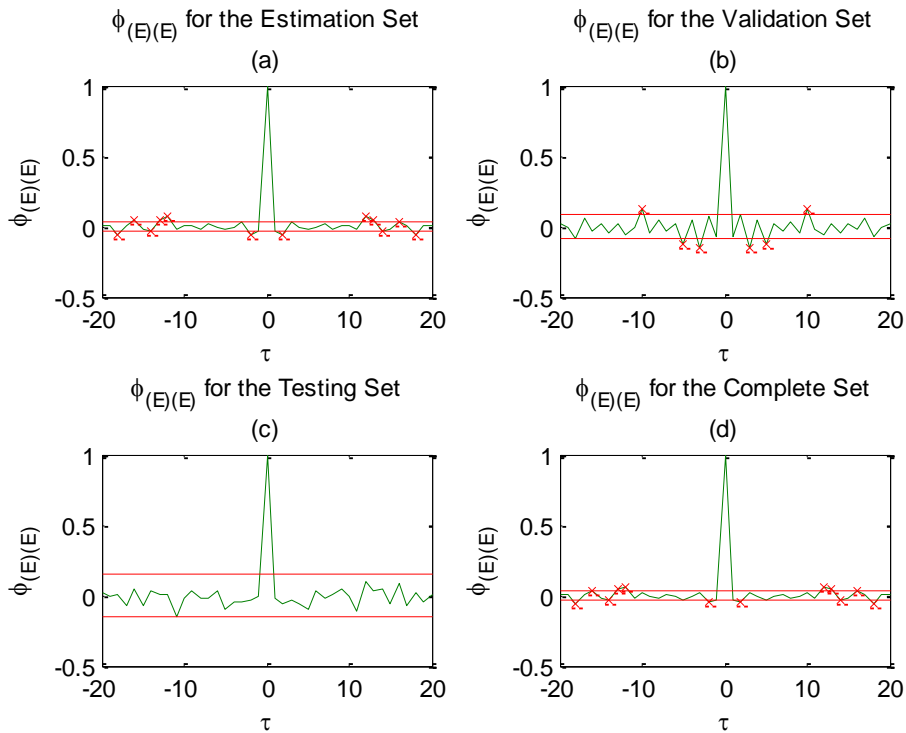 ϕ(E)(E) for the Estimation Set
(a)
1
0.5
0
-0.5
ϕ(E)(E)
-20 -10 0 10 20
τ
ϕ(E)(E) for the Validation Set
(b)
1
0.5
0
-0.5
ϕ(E)(E)
-20 -10 0 10 20
τ
ϕ(E)(E) for the Testing Set
(c)
1
0.5
0
-0.5
ϕ(E)(E)
-20 -10 0 10 20
τ
ϕ(E)(E) for the Complete Set
(d)
1
0.5
0
-0.5
ϕ(E)(E)
-20 -10 0 10 20
τ